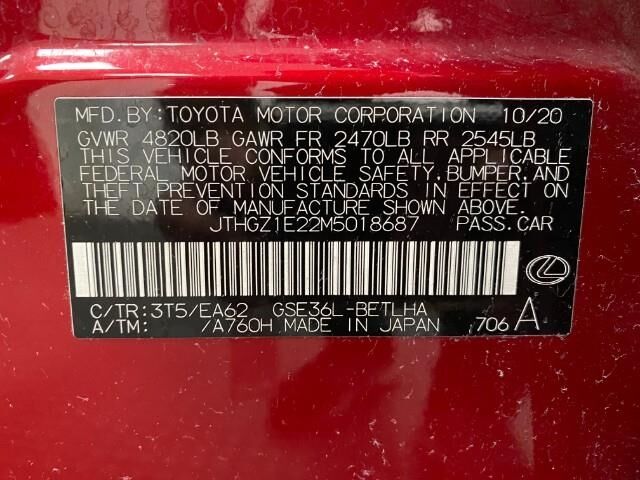 MFD.BY:TOYOTA MOTOR CORPORATION 10/20
GVWR 4820LB GAWR FR 2470LB RR 2545LB
THIS VEHICLE CONFORMS TO ALL APPLICABLE
FEDERAL MOTOR VEHICLE SAFETY,BUMPER,AND
THEFT PREVENTION STANDARDS IN EFFECT ON
THE DATE OF MANUFACTURE SHOWN ABOVE.
JTHGZ1E22M5018687 PASS.CAR
C/TR:3T5/EA62 GSE36L-BETLHA
A/TM: /A760H MADE IN JAPAN 706 A